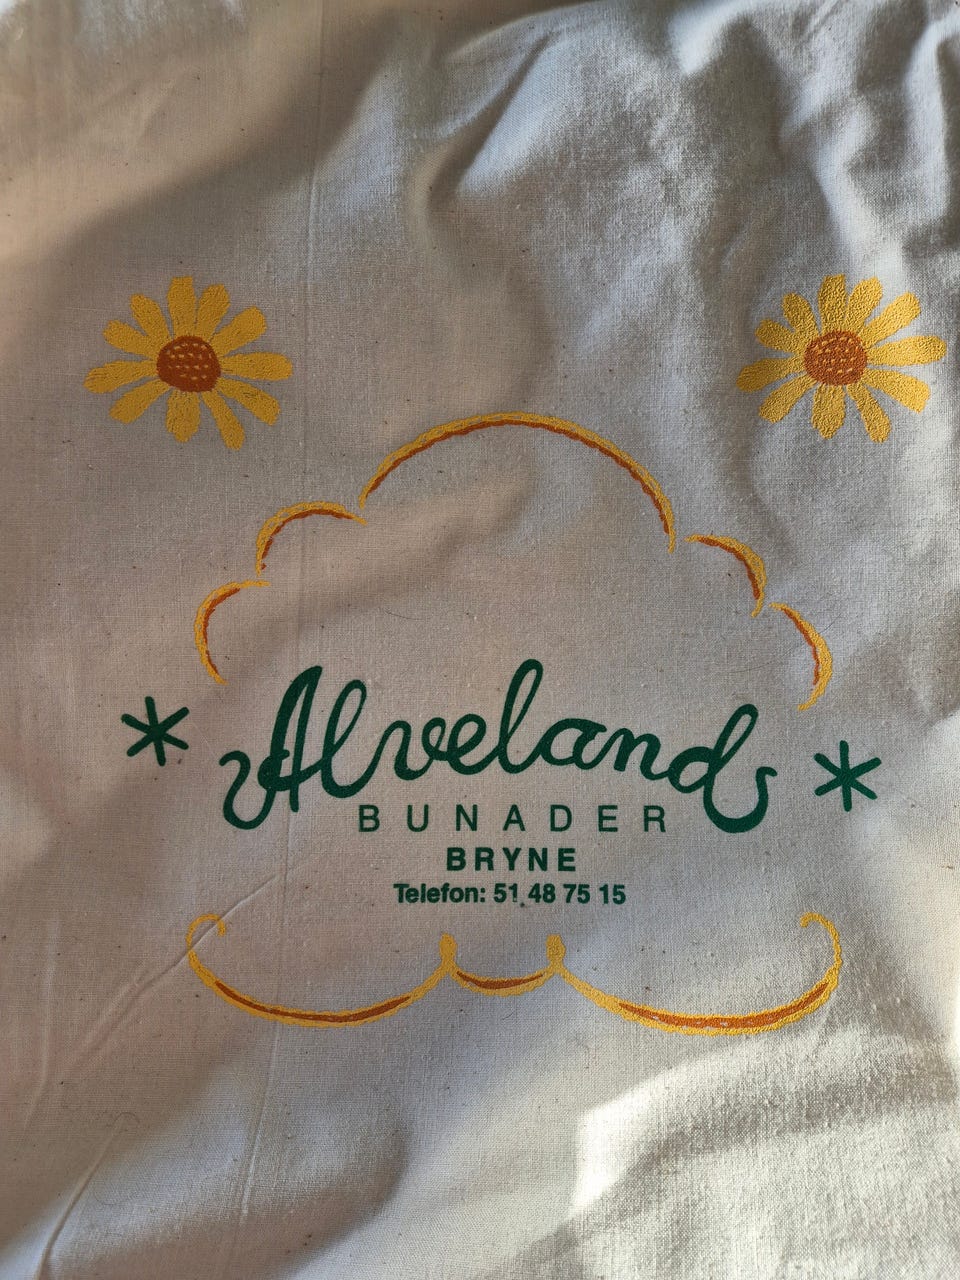 Alveland
BUNADER
BRYNE
Telefon: 51 48 75 15